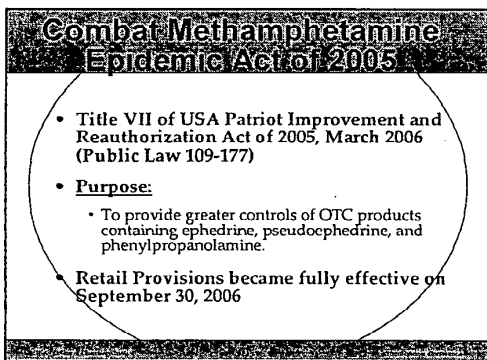 Combat Methamphetamine
Epidemic Act of 2005
• Title VII of USA Patriot Improvement and
Reauthorization Act of 2005, March 2006
(Public Law 109-177)
• Purpose:
• To provide greater controls of OTC products
containing ephedrine, pseudoephedrine, and
phenylpropanolamine.
• Retail Provisions became fully effective on
September 30, 2006